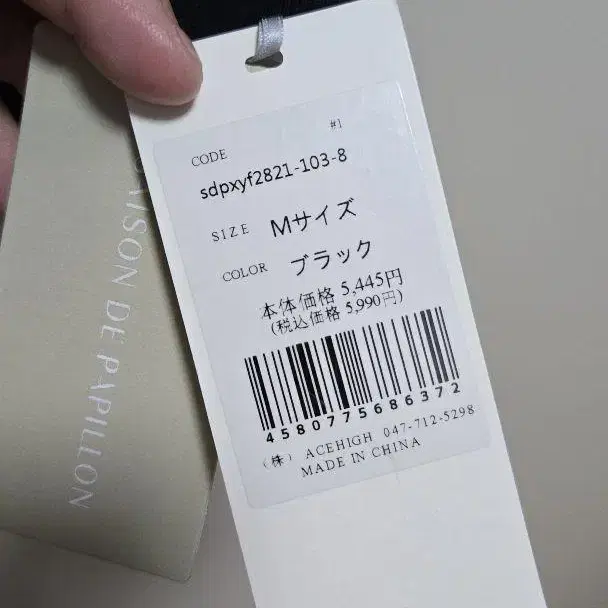 #1
CODE
sdpxyf2821-103-8
SIZE Mサイズ
COLOR ブラック
本体価格 5,445円
(税込価格 5,990円)
4580775686372
(株) ACEHIGH 047-712-5298
MADE IN CHINA
DE PAPILLON